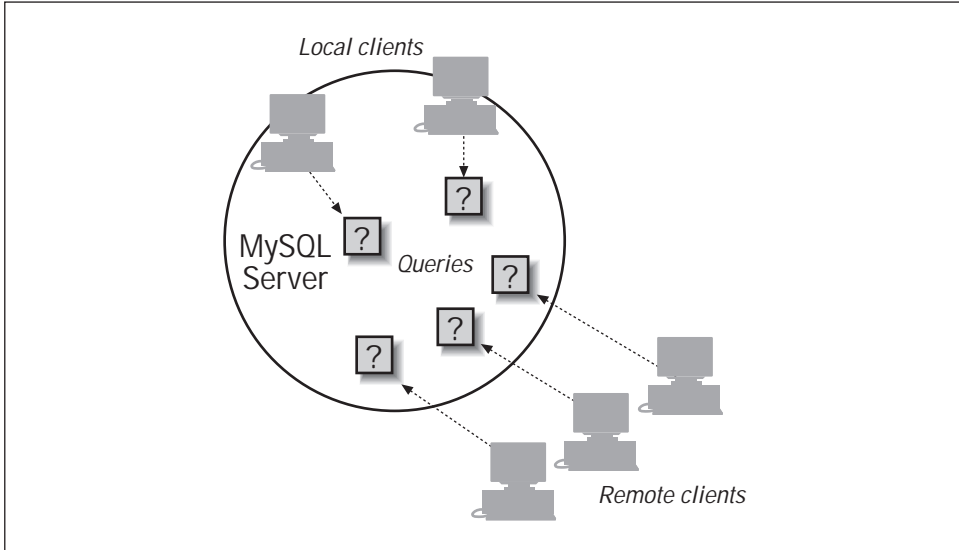 Local clients
?
?
MySQL
Server
Queries
?
?
?
Remote clients